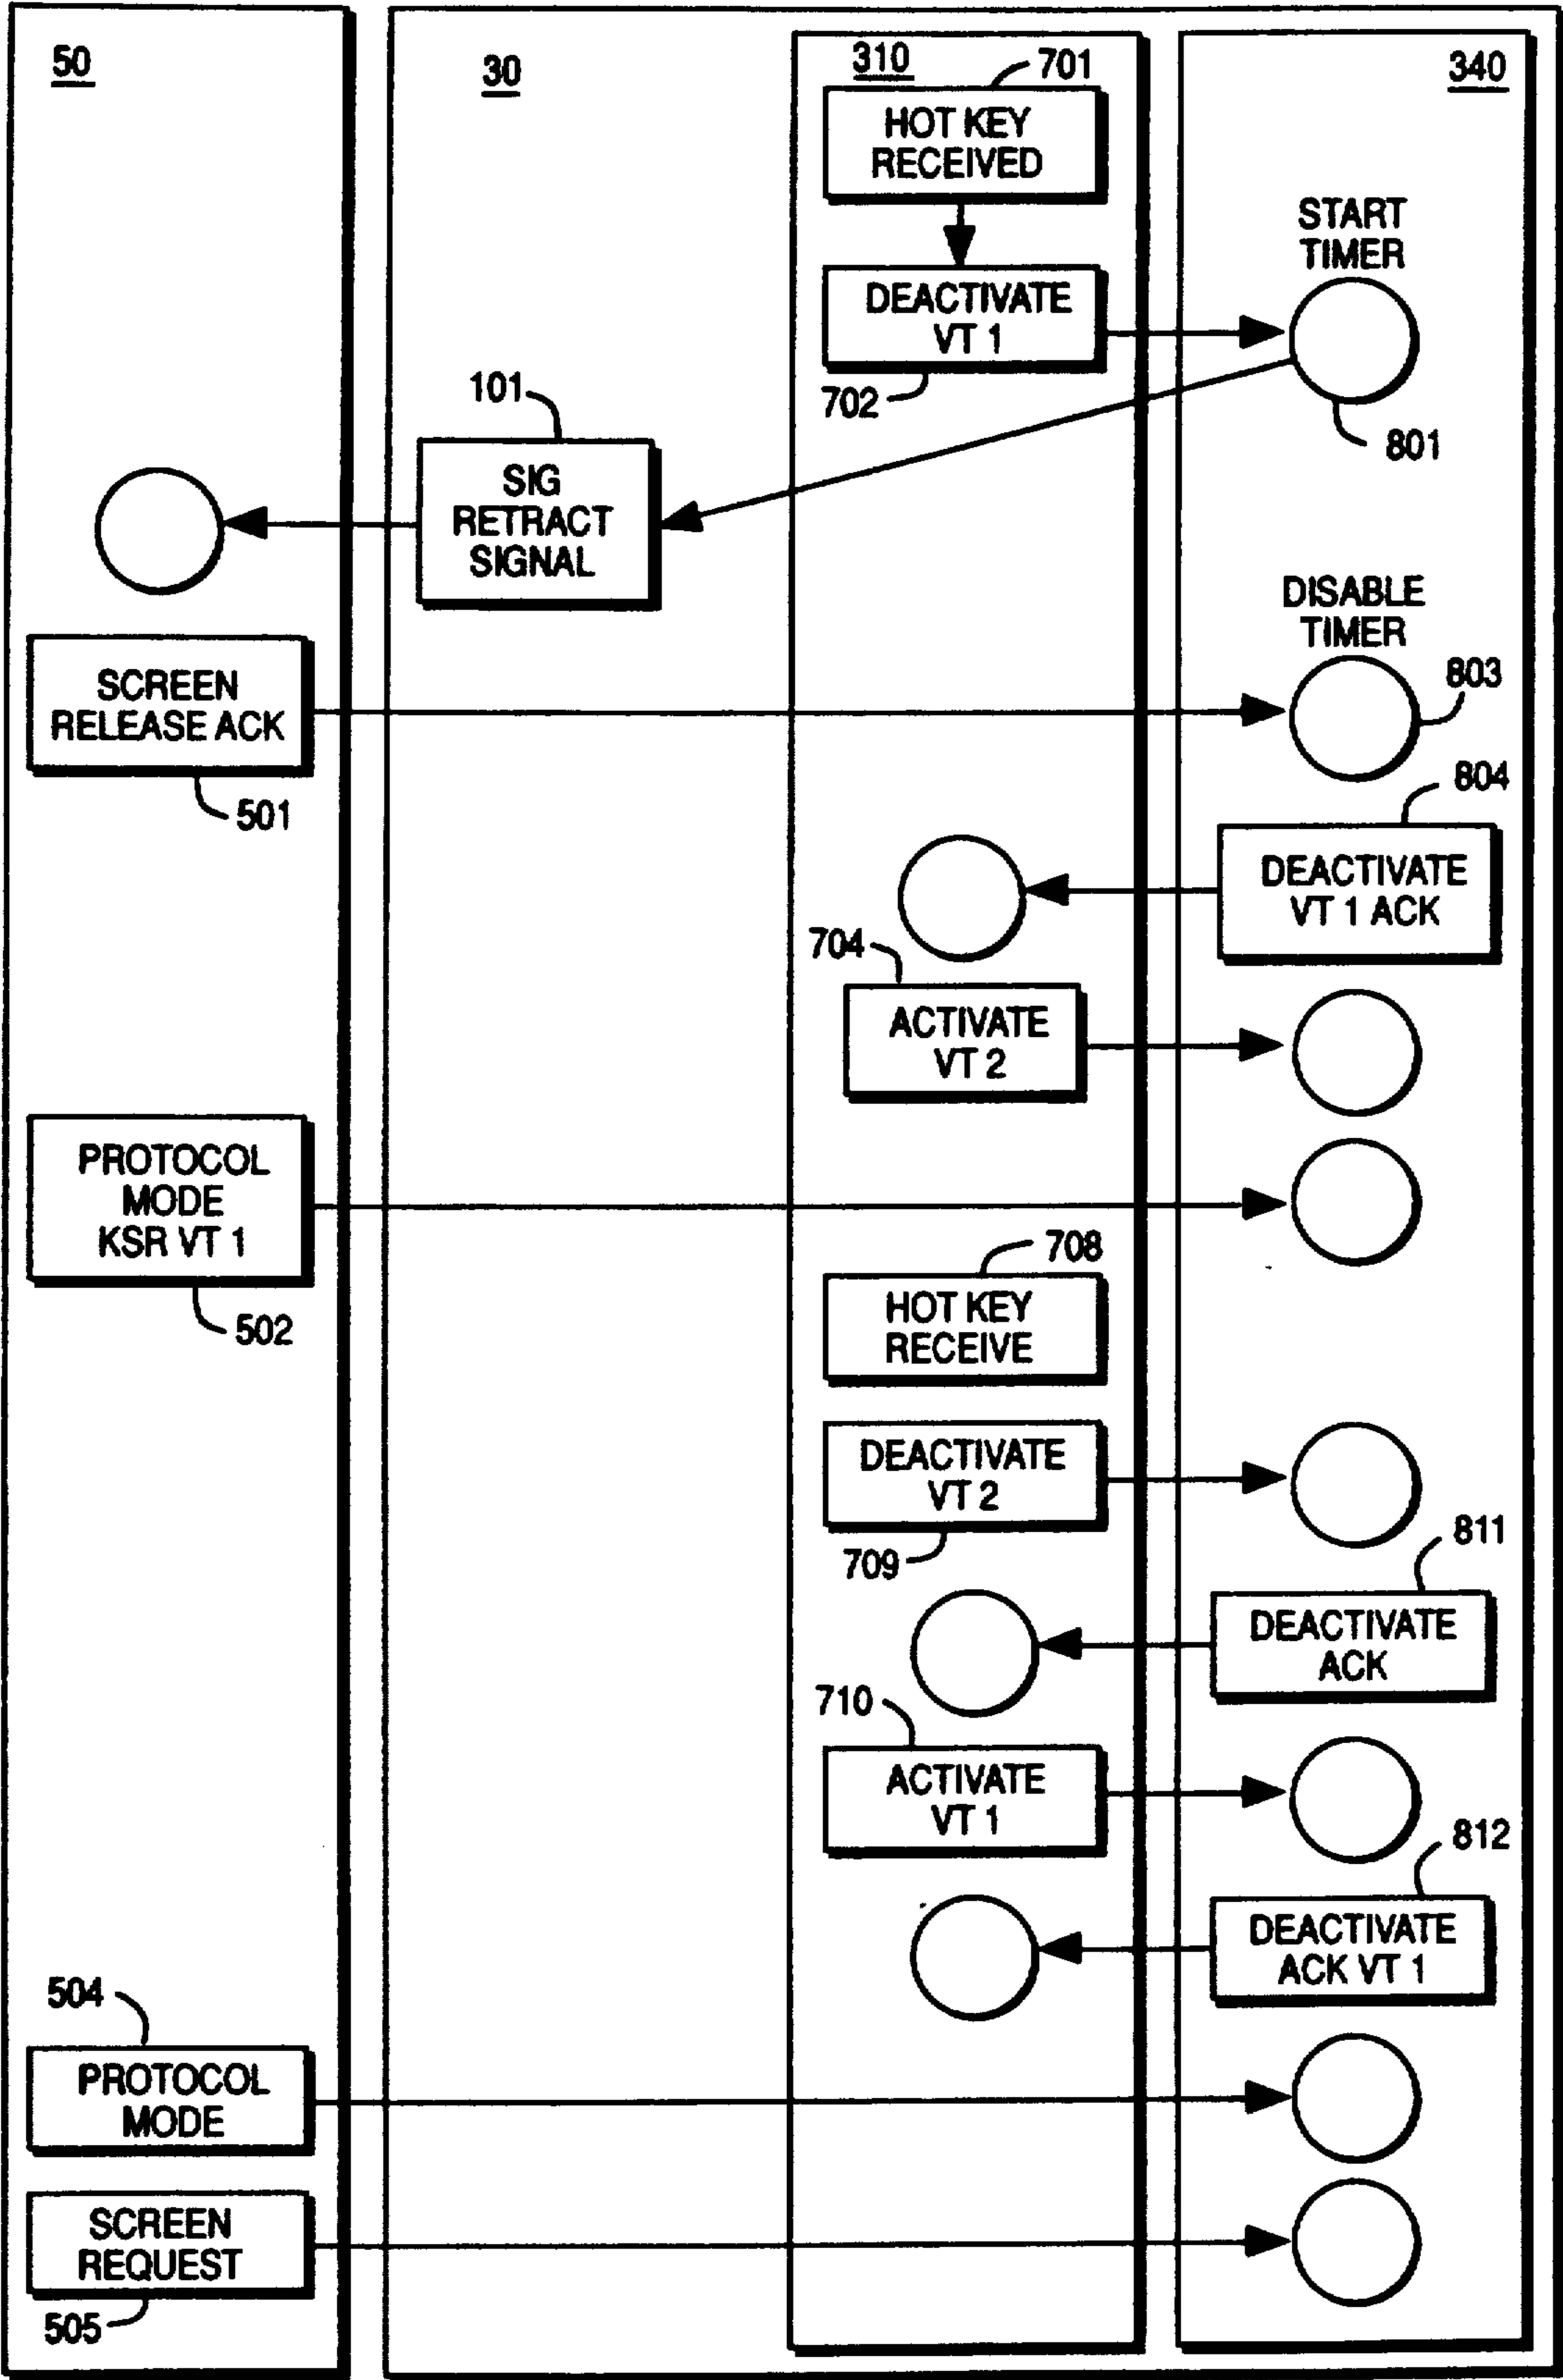 50
30
310
340
701
HOT KEY
RECEIVED
START
TIMER
DEACTIVATE
VT 1
702
801
101
SIG
RETRACT
SIGNAL
DISABLE
TIMER
803
SCREEN
RELEASE ACK
501
804
DEACTIVATE
VT 1 ACK
704
ACTIVATE
VT 2
PROTOCOL
MODE
KSR VT 1
502
708
HOT KEY
RECEIVE
DEACTIVATE
VT 2
709
811
DEACTIVATE
ACK
710
ACTIVATE
VT 1
812
DEACTIVATE
ACK VT 1
504
PROTOCOL
MODE
SCREEN
REQUEST
505